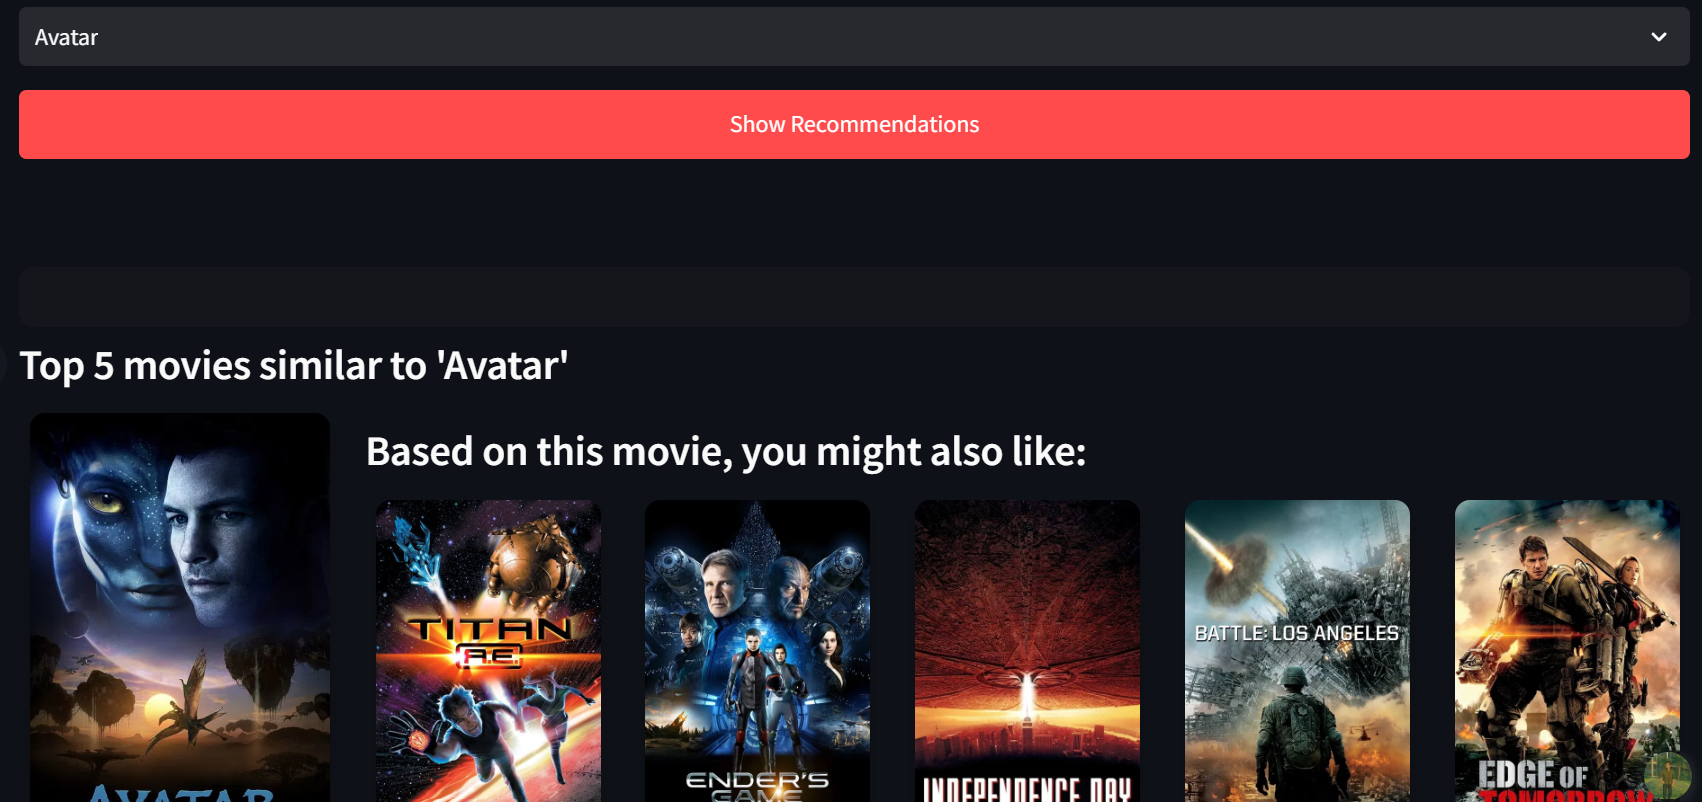 Avatar
Show Recommendations
Top 5 movies similar to 'Avatar'
Based on this movie, you might also like:
AVATAR
TITAN
A.E.
ENDER'S
GAME
INDEPENDENCE DAY
BATTLE: LOS ANGELES
EDGE OF
TOMORROW